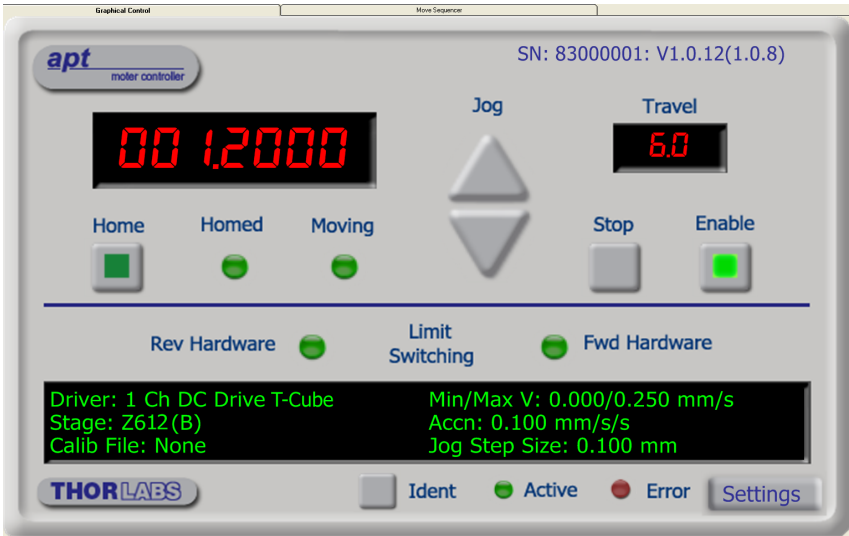 Graphical Control
Move Sequencer
apt
moter controller
SN: 83000001: V1.0.12(1.0.8)
Jog
Travel
001.2000
6.0
Home
Homed
Moving
Stop
Enable
Rev Hardware
Limit
Switching
Fwd Hardware
Driver: 1 Ch DC Drive T-Cube
Min/Max V: 0.000/0.250 mm/s
Stage: Z612(B)
Accn: 0.100 mm/s/s
Calib File: None
Jog Step Size: 0.100 mm
THORLABS
Ident
Active
Error
Settings